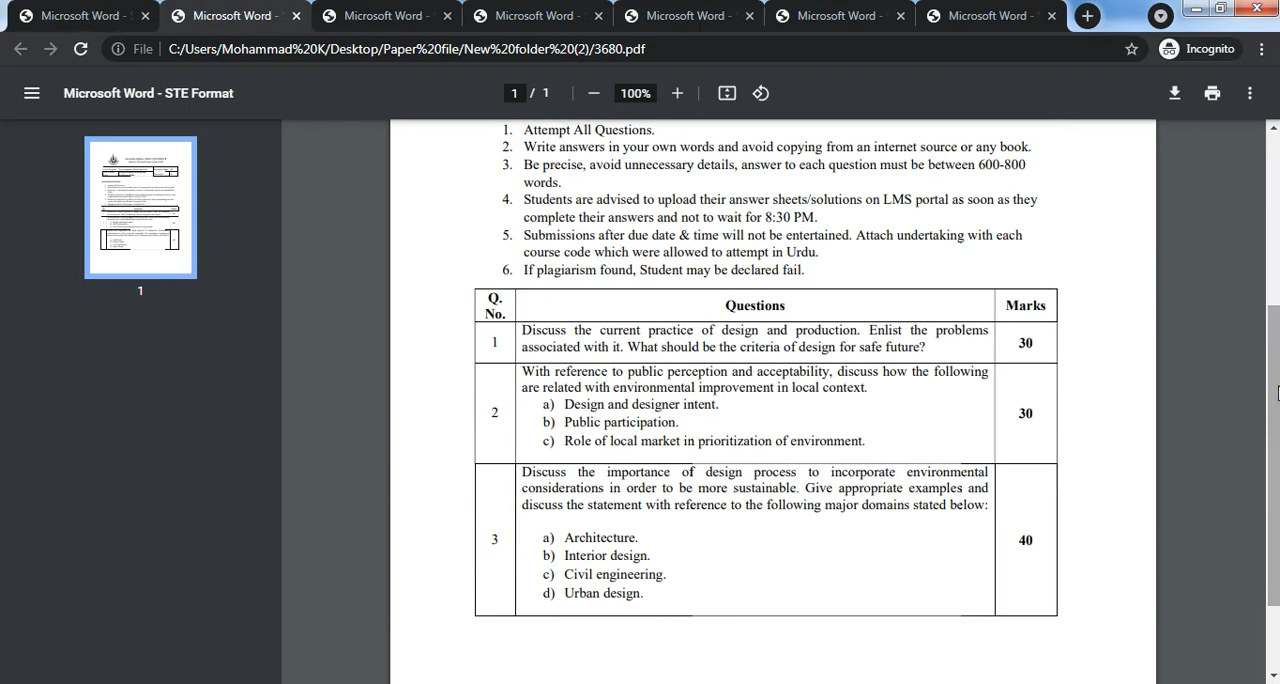 Microsoft Word - Microsoft Word - Microsoft Word - Microsoft Word - Microsoft Word - Microsoft Word - Microsoft Word -
File C:/Users/Mohammad%20K/Desktop/Paper%20file/New%20folder%20(2)/3680.pdf Incognito
Microsoft Word - STE Format 1 / 1 100%
1
1. Attempt All Questions.
2. Write answers in your own words and avoid copying from an internet source or any book.
3. Be precise, avoid unnecessary details, answer to each question must be between 600-800
words.
4. Students are advised to upload their answer sheets/solutions on LMS portal as soon as they
complete their answers and not to wait for 8:30 PM.
5. Submissions after due date & time will not be entertained. Attach undertaking with each
course code which were allowed to attempt in Urdu.
6. If plagiarism found, Student may be declared fail.
Q. No. Questions Marks
1 Discuss the current practice of design and production. Enlist the problems
associated with it. What should be the criteria of design for safe future? 30
2 With reference to public perception and acceptability, discuss how the following
are related with environmental improvement in local context.
a) Design and designer intent.
b) Public participation. 30
c) Role of local market in prioritization of environment.
3 Discuss the importance of design process to incorporate environmental
considerations in order to be more sustainable. Give appropriate examples and
discuss the statement with reference to the following major domains stated below:
a) Architecture. 40
b) Interior design.
c) Civil engineering.
d) Urban design.